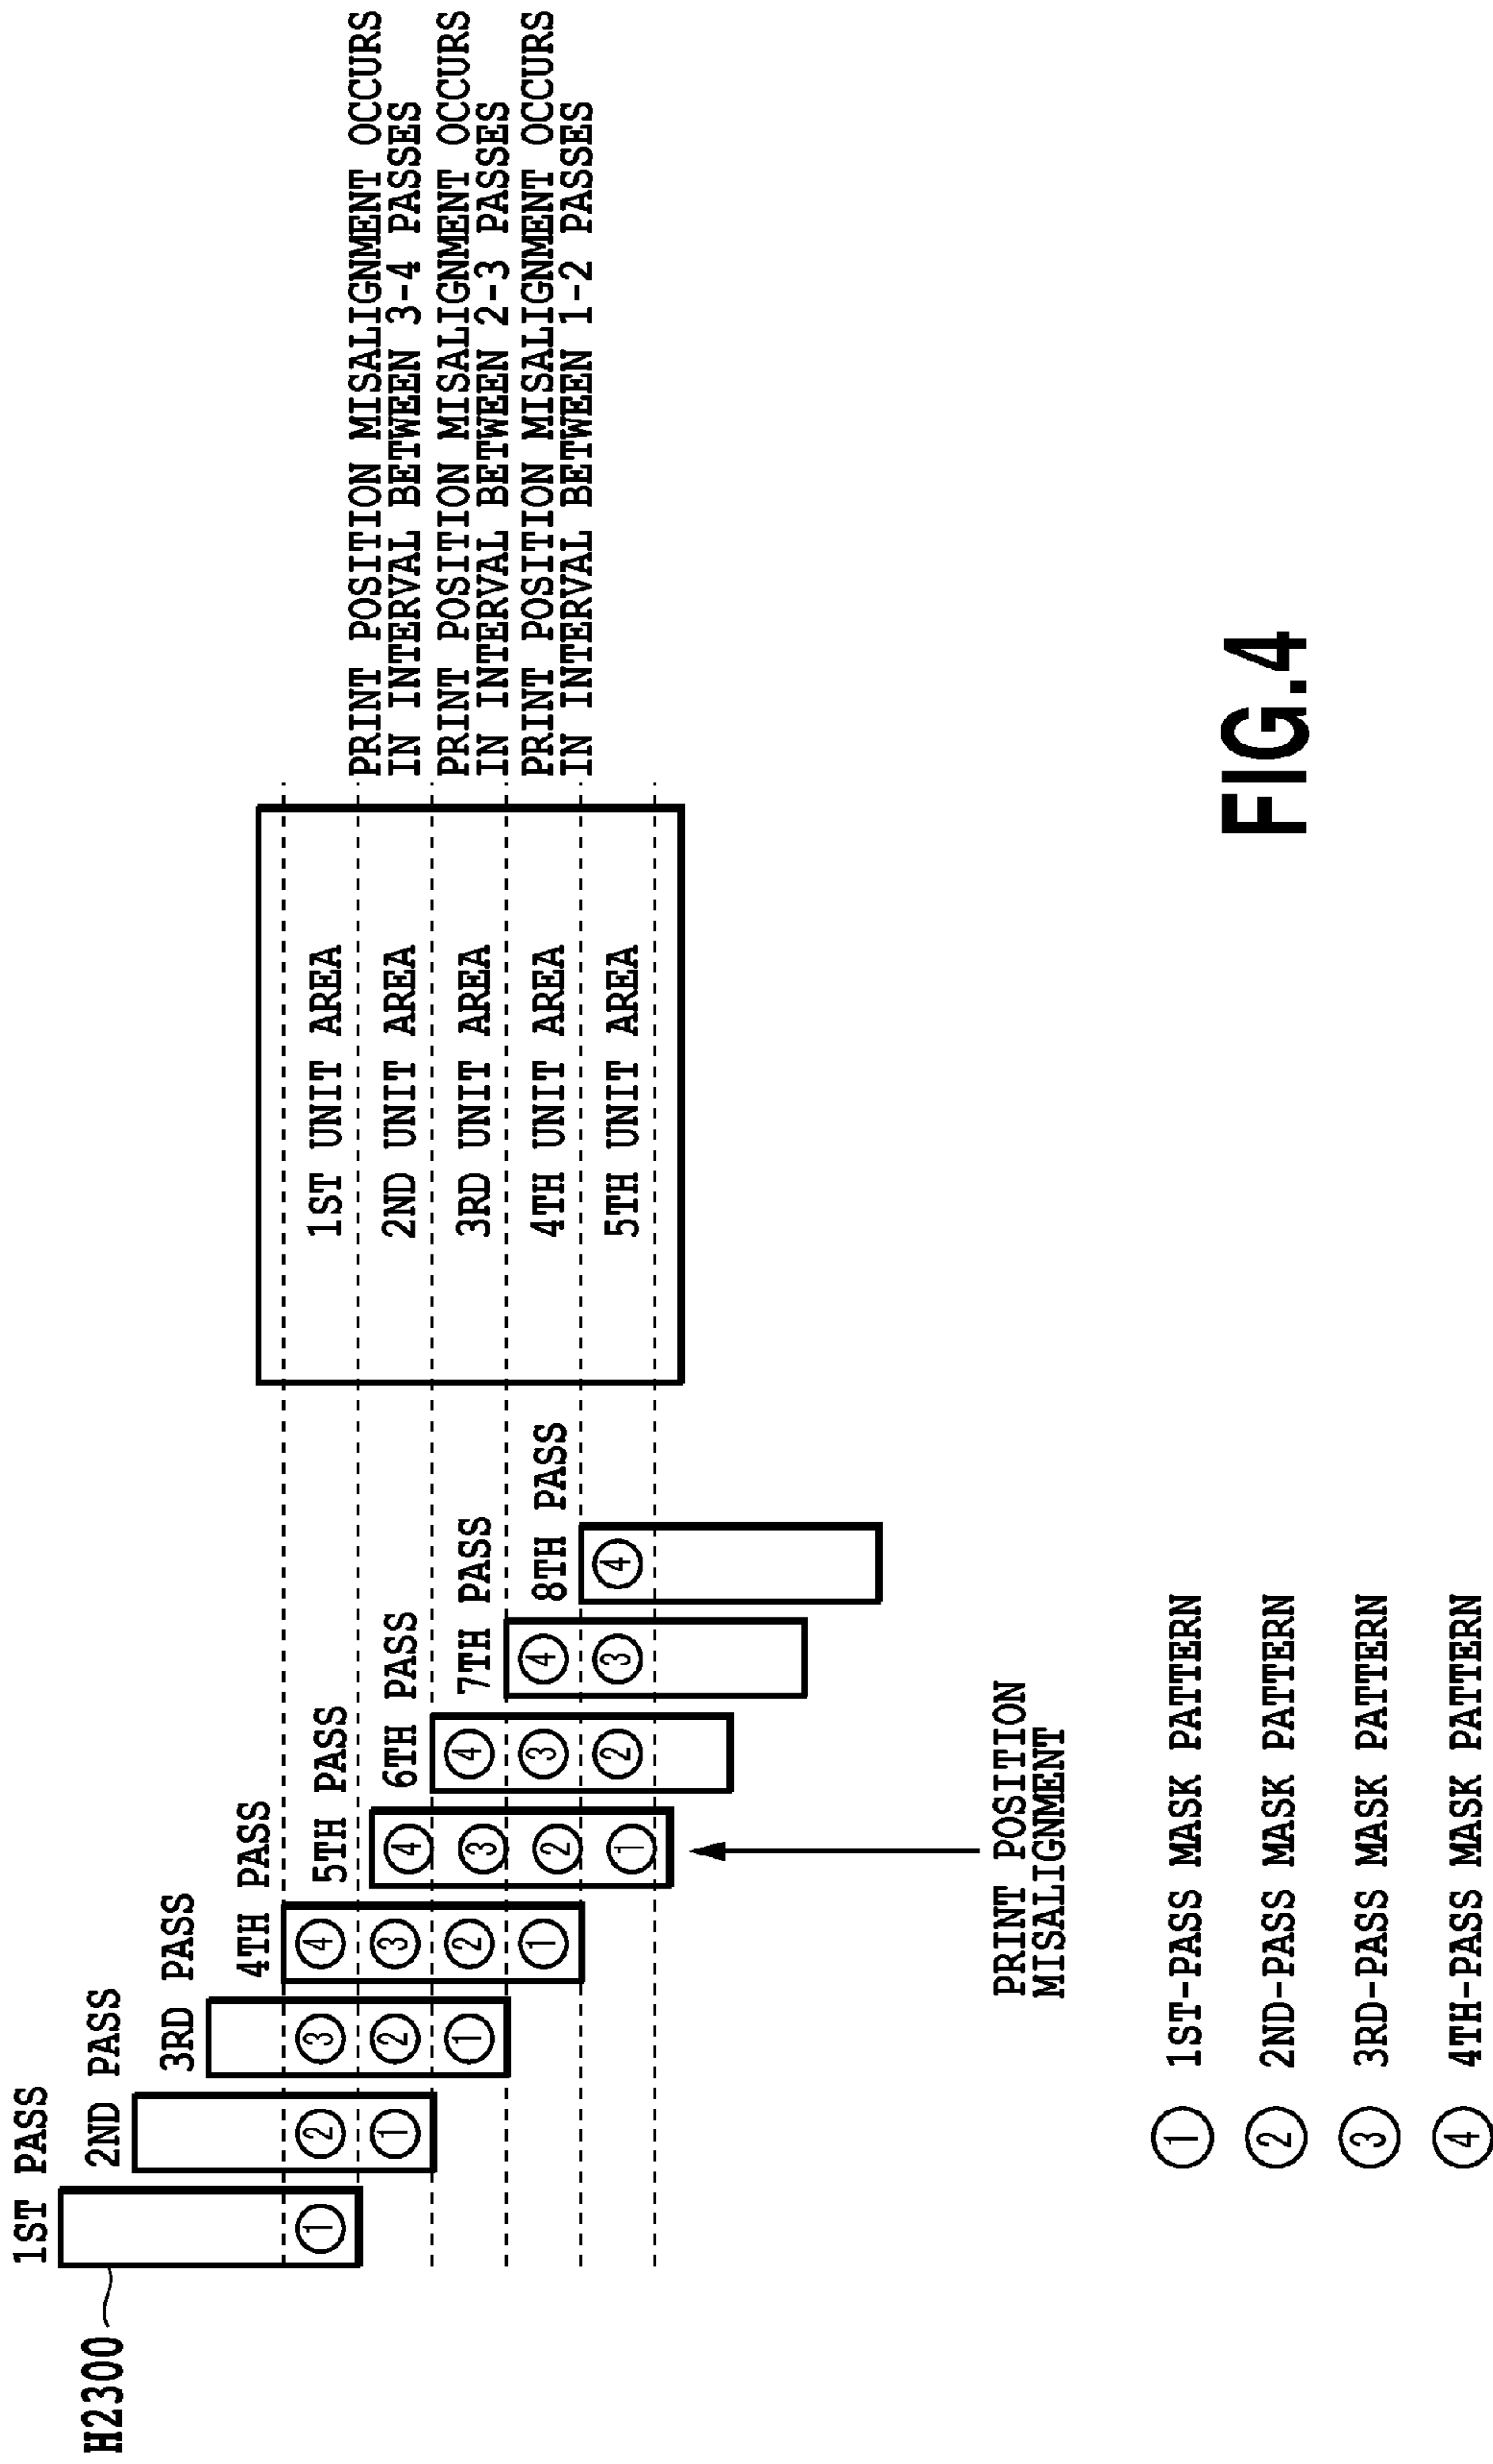 1ST PASS
2ND PASS
3RD PASS
4TH PASS
5TH PASS
6TH PASS
7TH PASS
8TH PASS
H2300
①
② ①
③ ② ①
④ ③ ② ①
④ ③ ② ①
④ ③ ②
④ ③
④
1ST UNIT AREA
2ND UNIT AREA
3RD UNIT AREA
4TH UNIT AREA
5TH UNIT AREA
PRINT POSITION MISALIGNMENT OCCURS
IN INTERVAL BETWEEN 3-4 PASSES
PRINT POSITION MISALIGNMENT OCCURS
IN INTERVAL BETWEEN 2-3 PASSES
PRINT POSITION MISALIGNMENT OCCURS
IN INTERVAL BETWEEN 1-2 PASSES
PRINT POSITION
MISALIGNMENT
① 1ST-PASS MASK PATTERN
② 2ND-PASS MASK PATTERN
③ 3RD-PASS MASK PATTERN
④ 4TH-PASS MASK PATTERN
FIG.4